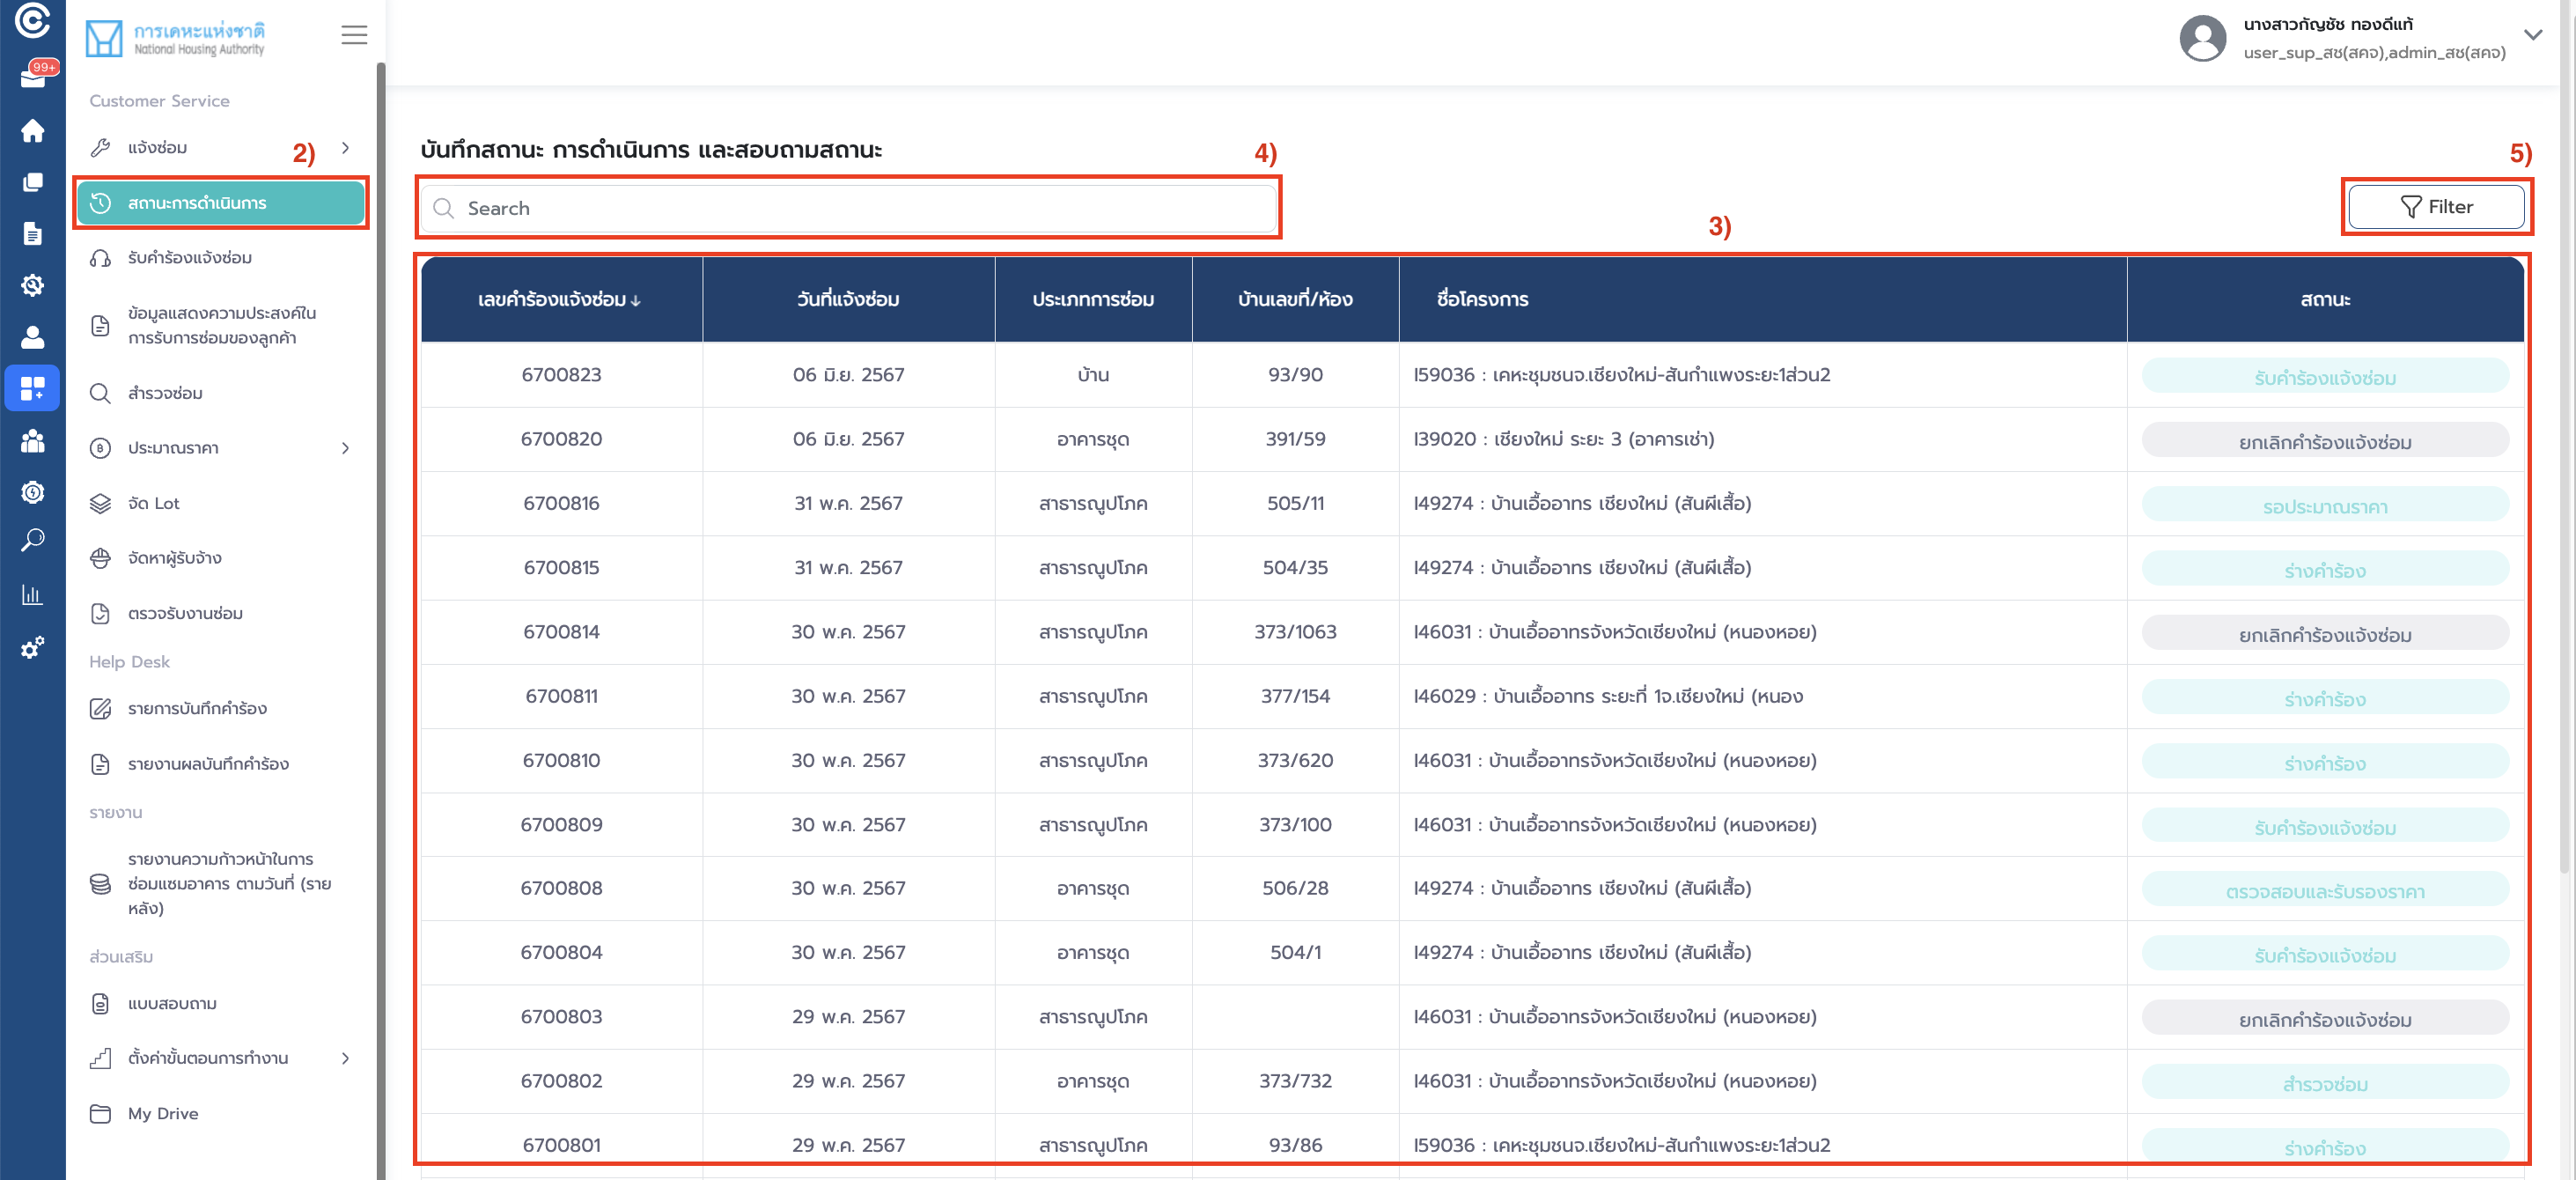 99+
การเคหะแห่งชาติ
National Housing Authority
Customer Service
แจ้งซ่อม
2)
สถานะการดำเนินการ
รับคำร้องแจ้งซ่อม
ข้อมูลแสดงความประสงค์ใน
การรับการซ่อมของลูกค้า
สำรวจซ่อม
ประมาณราคา
จัด Lot
จัดหาผู้รับจ้าง
ตรวจรับงานซ่อม
Help Desk
รายการบันทึกคำร้อง
รายงานผลบันทึกคำร้อง
รายงาน
รายงานความก้าวหน้าในการ
ซ่อมแซมอาคาร ตามวันที่ (ราย
หลัง)
ส่วนเสริม
แบบสอบถาม
ตั้งค่าขั้นตอนการทำงาน
My Drive
นางสาวกัญชัช ทองดีแท้
user_sup_สช(สคจ),admin_สช(สคจ)
บันทึกสถานะ การดำเนินการ และสอบถามสถานะ
4)
5)
Search
3)
Filter
เลขคำร้องแจ้งซ่อม ↓ วันที่แจ้งซ่อม ประเภทการซ่อม บ้านเลขที่/ห้อง ชื่อโครงการ สถานะ
6700823 06 มิ.ย. 2567 บ้าน 93/90 I59036 : เคหะชุมชนจ.เชียงใหม่-สันกำแพงระยะ1ส่วน2 รับคำร้องแจ้งซ่อม
6700820 06 มิ.ย. 2567 อาคารชุด 391/59 I39020 : เชียงใหม่ ระยะ 3 (อาคารเช่า) ยกเลิกคำร้องแจ้งซ่อม
6700816 31 พ.ค. 2567 สาธารณูปโภค 505/11 I49274 : บ้านเอื้ออาทร เชียงใหม่ (สันผีเสื้อ) รอประมาณราคา
6700815 31 พ.ค. 2567 สาธารณูปโภค 504/35 I49274 : บ้านเอื้ออาทร เชียงใหม่ (สันผีเสื้อ) ร่างคำร้อง
6700814 30 พ.ค. 2567 สาธารณูปโภค 373/1063 I46031 : บ้านเอื้ออาทรจังหวัดเชียงใหม่ (หนองหอย) ยกเลิกคำร้องแจ้งซ่อม
6700811 30 พ.ค. 2567 สาธารณูปโภค 377/154 I46029 : บ้านเอื้ออาทร ระยะที่ 1จ.เชียงใหม่ (หนอง ร่างคำร้อง
6700810 30 พ.ค. 2567 สาธารณูปโภค 373/620 I46031 : บ้านเอื้ออาทรจังหวัดเชียงใหม่ (หนองหอย) ร่างคำร้อง
6700809 30 พ.ค. 2567 สาธารณูปโภค 373/100 I46031 : บ้านเอื้ออาทรจังหวัดเชียงใหม่ (หนองหอย) รับคำร้องแจ้งซ่อม
6700808 30 พ.ค. 2567 อาคารชุด 506/28 I49274 : บ้านเอื้ออาทร เชียงใหม่ (สันผีเสื้อ) ตรวจสอบและรับรองราคา
6700804 30 พ.ค. 2567 อาคารชุด 504/1 I49274 : บ้านเอื้ออาทร เชียงใหม่ (สันผีเสื้อ) รับคำร้องแจ้งซ่อม
6700803 29 พ.ค. 2567 สาธารณูปโภค I46031 : บ้านเอื้ออาทรจังหวัดเชียงใหม่ (หนองหอย) ยกเลิกคำร้องแจ้งซ่อม
6700802 29 พ.ค. 2567 อาคารชุด 373/732 I46031 : บ้านเอื้ออาทรจังหวัดเชียงใหม่ (หนองหอย) สำรวจซ่อม
6700801 29 พ.ค. 2567 สาธารณูปโภค 93/86 I59036 : เคหะชุมชนจ.เชียงใหม่-สันกำแพงระยะ1ส่วน2 ร่างคำร้อง